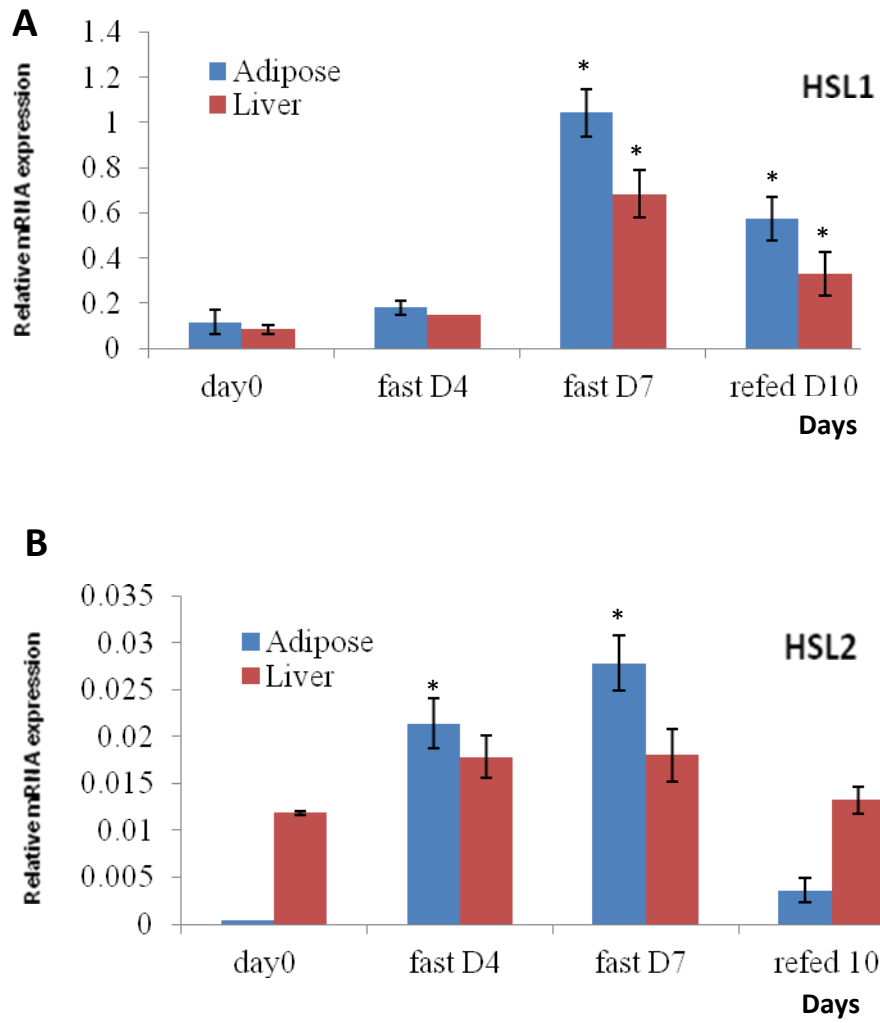 A
Relative mRNA expression
1.4
1.2
1
0.8
0.6
0.4
0.2
0
Adipose
Liver
HSL1
*
*
*
*
day0
fast D4
fast D7
refed D10
Days
B
Relative mRNA expression
0.035
0.03
0.025
0.02
0.015
0.01
0.005
0
Adipose
Liver
HSL2
*
*
day0
fast D4
fast D7
refed 10
Days